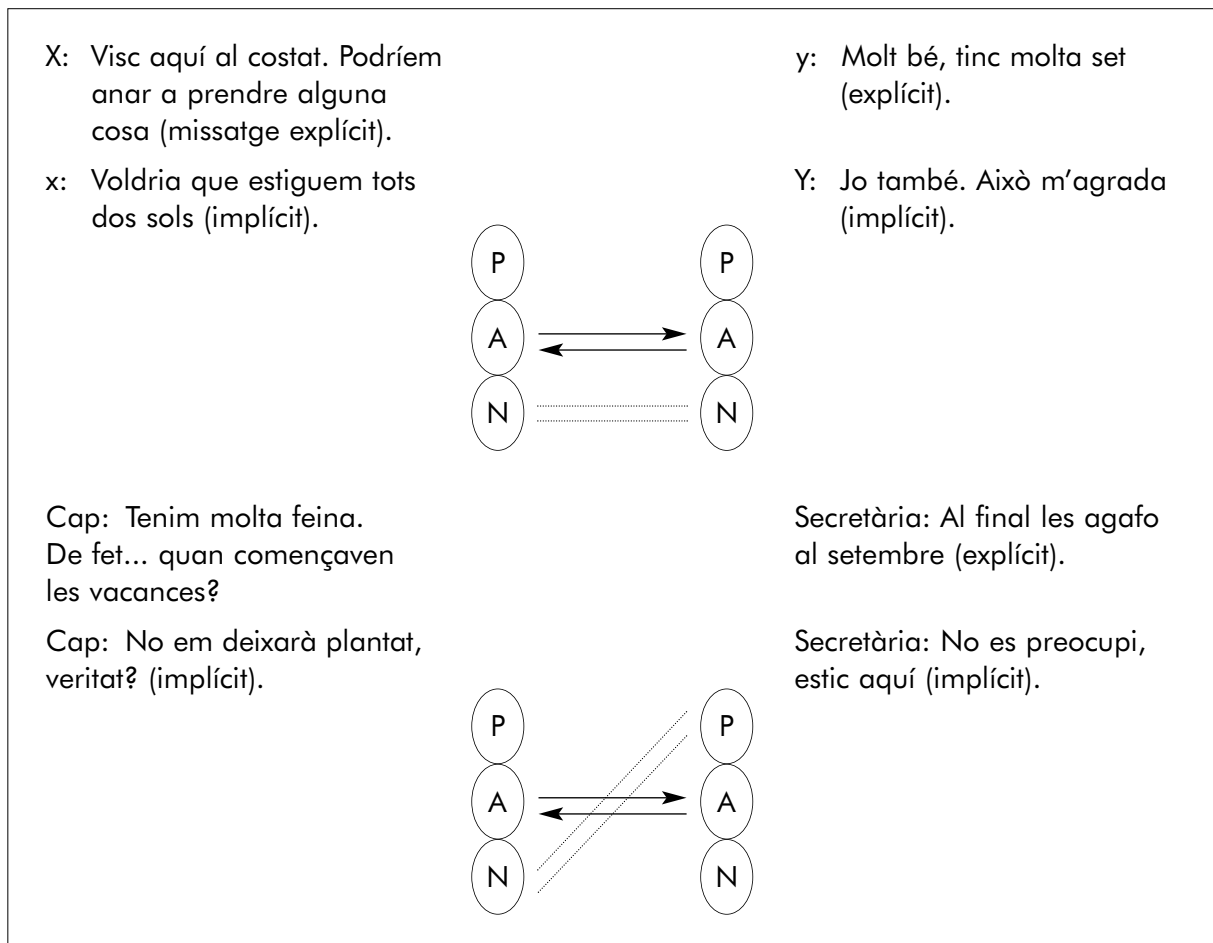 X: Visc aquí al costat. Podríem
anar a prendre alguna
cosa (missatge explícit).
x: Voldria que estiguem tots
dos sols (implícit).
y: Molt bé, tinc molta set
(explícit).
Y: Jo també. Això m'agrada
(implícit).
P P
A A
N N
Cap: Tenim molta feina.
De fet... quan començaven
les vacances?
Cap: No em deixarà plantat,
veritat? (implícit).
Secretària: Al final les agafo
al setembre (explícit).
Secretària: No es preocupi,
estic aquí (implícit).
P P
A A
N N